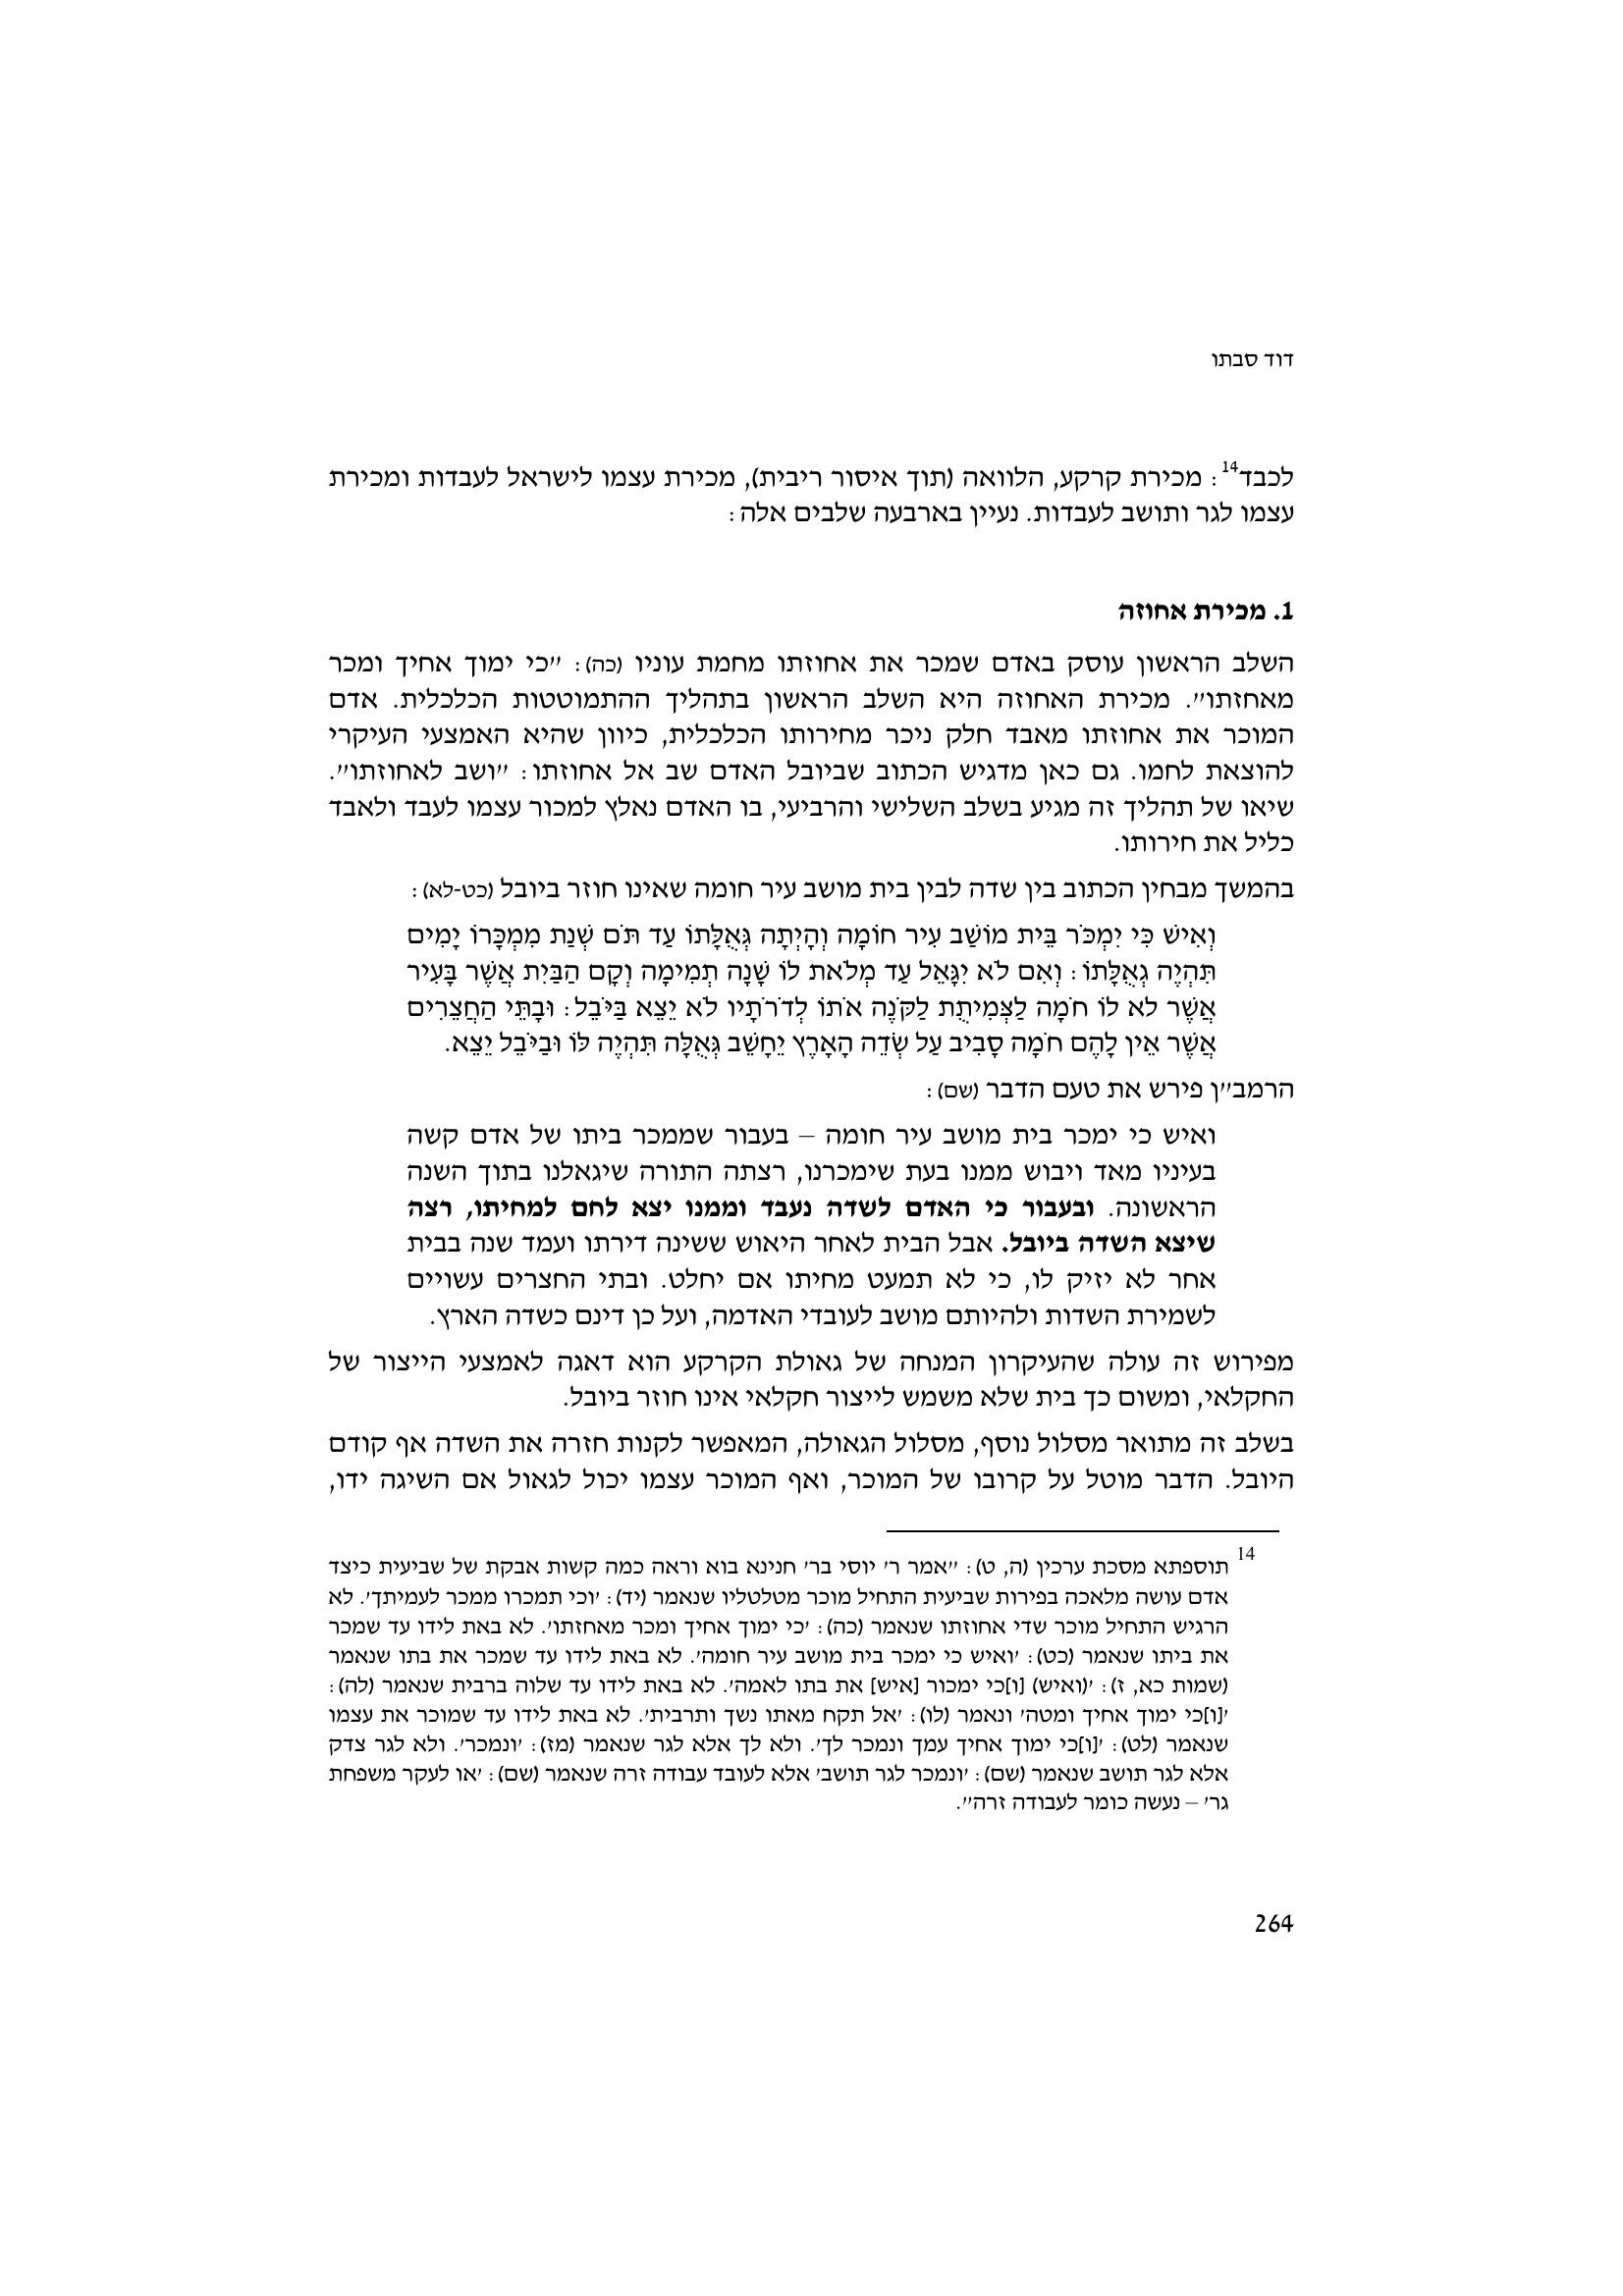 דוד סבתו
לכבד14: מכירת קרקע, הלוואה (תוך איסור ריבית), מכירת עצמו לישראל לעבדות ומכירת
עצמו לגר ותושב לעבדות. נעיין בארבעה שלבים אלה:
1. מכירת אחוזה
השלב הראשון עוסק באדם שמכר את אחוזתו מחמת עוניו (כה): "כי ימוך אחיך ומכר
מאחזתו". מכירת האחוזה היא השלב הראשון בתהליך ההתמוטטות הכלכלית. אדם
המוכר את אחוזתו מאבד חלק ניכר מחירותו הכלכלית, כיוון שהיא האמצעי העיקרי
להוצאת לחמו. גם כאן מדגיש הכתוב שביובל האדם שב אל אחוזתו: "ושב לאחוזתו".
שיאו של תהליך זה מגיע בשלב השלישי והרביעי, בו האדם נאלץ למכור עצמו לעבד ולאבד
כליל את חירותו.
בהמשך מבחין הכתוב בין שדה לבין בית מושב עיר חומה שאינו חוזר ביובל (כט-לא):
וְאִישׁ כִּי יִמְכֹּר בֵּית מוֹשַׁב עִיר חוֹמָה וְהָיְתָה גְּאֻלָּתוֹ עַד תֹּם שְׁנַת מִמְכָּרוֹ יָמִים
תִּהְיֶה גְאֻלָּתוֹ: וְאִם לֹא יִגָּאֵל עַד מְלֹאת לוֹ שָׁנָה תְמִימָה וְקָם הַבַּיִת אֲשֶׁר בָּעִיר
אֲשֶׁר לא לוֹ חֹמָה לַצְּמִיתֻת לַקֹּנֶה אֹתוֹ לְדֹרֹתָיו לֹא יֵצֵא בַּיֹּבֵל: וּבָתֵּי הַחֲצֵרִים
אֲשֶׁר אֵין לָהֶם חֹמָה סָבִיב עַל שְׂדֵה הָאָרֶץ יֵחָשֵׁב גְּאֻלָּה תִּהְיֶה לּוֹ וּבַיֹּבֵל יֵצֵא.
הרמב"ן פירש את טעם הדבר (שם):
ואיש כי ימכר בית מושב עיר חומה – בעבור שממכר ביתו של אדם קשה
בעיניו מאד ויבוש ממנו בעת שימכרנו, רצתה התורה שיגאלנו בתוך השנה
הראשונה. ובעבור כי האדם לשדה נעבד וממנו יצא לחם למחיתו, רצה
שיצא השדה ביובל. אבל הבית לאחר היאוש ששינה דירתו ועמד שנה בבית
אחר לא יזיק לו, כי לא תמעט מחיתו אם יחלט. ובתי החצרים עשויים
לשמירת השדות ולהיותם מושב לעובדי האדמה, ועל כן דינם כשדה הארץ.
מפירוש זה עולה שהעיקרון המנחה של גאולת הקרקע הוא דאגה לאמצעי הייצור של
החקלאי, ומשום כך בית שלא משמש לייצור חקלאי אינו חוזר ביובל.
בשלב זה מתואר מסלול נוסף, מסלול הגאולה, המאפשר לקנות חזרה את השדה אף קודם
היובל. הדבר מוטל על קרובו של המוכר, ואף המוכר עצמו יכול לגאול אם השיגה ידו,
14 תוספתא מסכת ערכין (ה, ט): "אמר ר' יוסי בר' חנינא בוא וראה כמה קשות אבקת של שביעית כיצד
אדם עושה מלאכה בפירות שביעית התחיל מוכר מטלטליו שנאמר (יד): 'וכי תמכרו ממכר לעמיתך'. לא
הרגיש התחיל מוכר שדי אחוזתו שנאמר (כה): 'כי ימוך אחיך ומכר מאחזתו'. לא באת לידו עד שמכר
את ביתו שנאמר (כט): 'ואיש כי ימכר בית מושב עיר חומה'. לא באת לידו עד שמכר את בתו שנאמר
(שמות כא, ז): '(ואיש) [ו]כי ימכור [איש] את בתו לאמה'. לא באת לידו עד שלוה ברבית שנאמר (לה):
'[ו]כי ימוך אחיך ומטה' ונאמר (לו): 'אל תקח מאתו נשך ותרבית'. לא באת לידו עד שמוכר את עצמו
שנאמר (לט): '[ו]כי ימוך אחיך עמך ונמכר לך'. ולא לך אלא לגר שנאמר (מז): 'ונמכר'. ולא לגר צדק
אלא לגר תושב שנאמר (שם): 'ונמכר לגר תושב' אלא לעובד עבודה זרה שנאמר (שם): 'או לעקר משפחת
גר' – נעשה כומר לעבודה זרה".
264